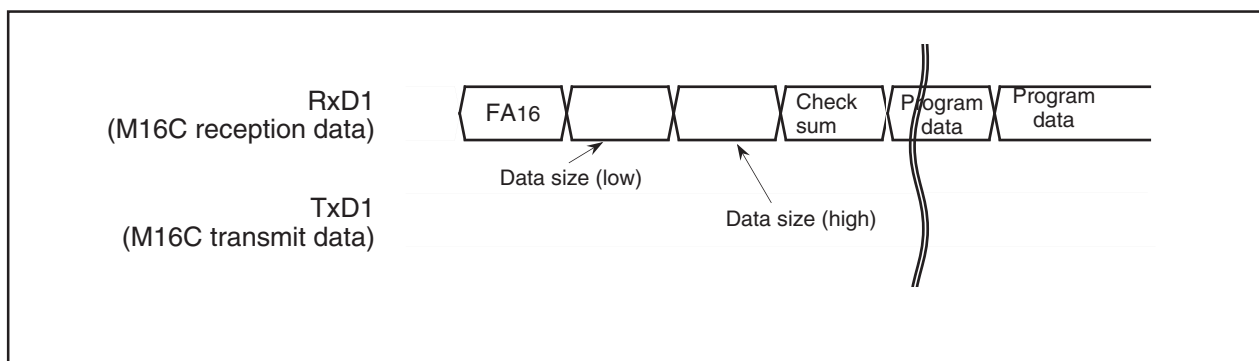 RxD1
(M16C reception data)
FA16
Check
sum
Program
data
Program
data
Data size (low)
Data size (high)
TxD1
(M16C transmit data)